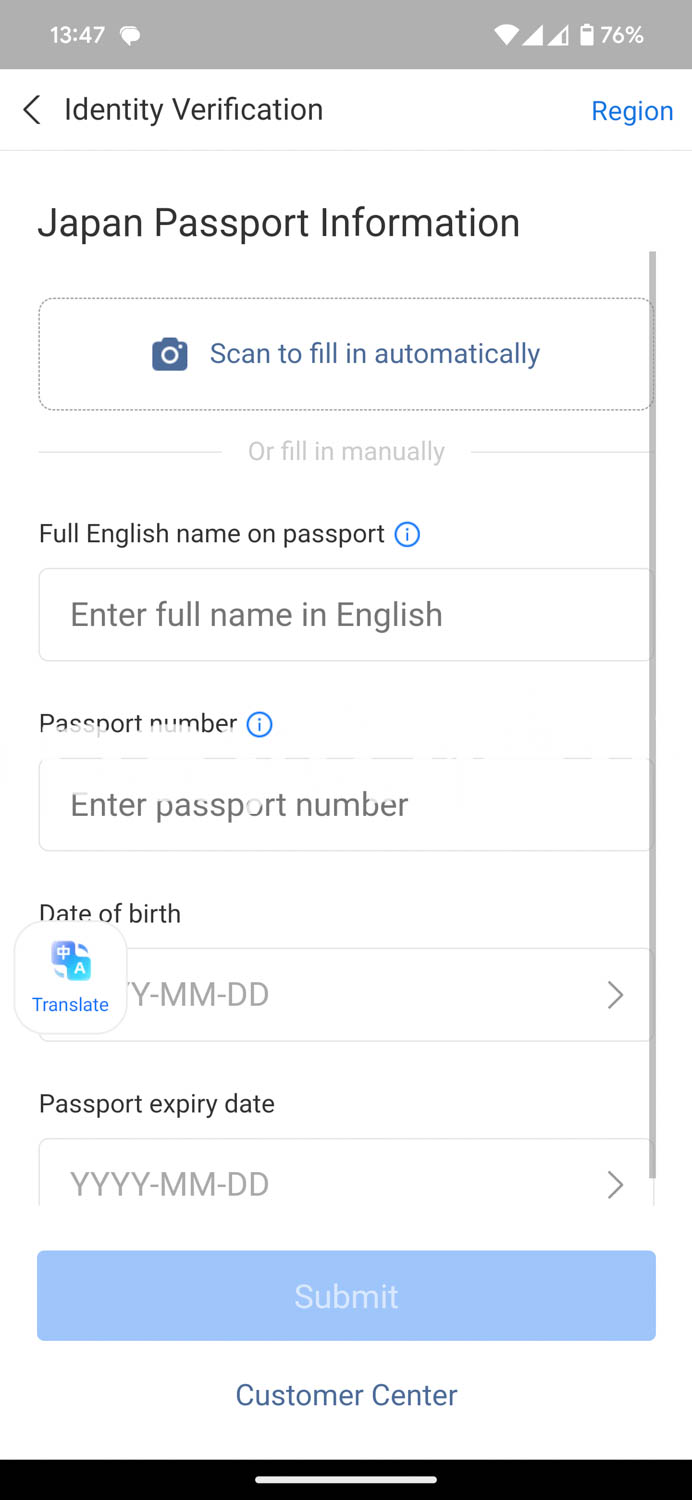 13:47
76%
Identity Verification
Region
Japan Passport Information
Scan to fill in automatically
Or fill in manually
Full English name on passport
Enter full name in English
Passport number
Enter passport number
Date of birth
Y-MM-DD
中 A
Translate
Passport expiry date
YYYY-MM-DD
Submit
Customer Center